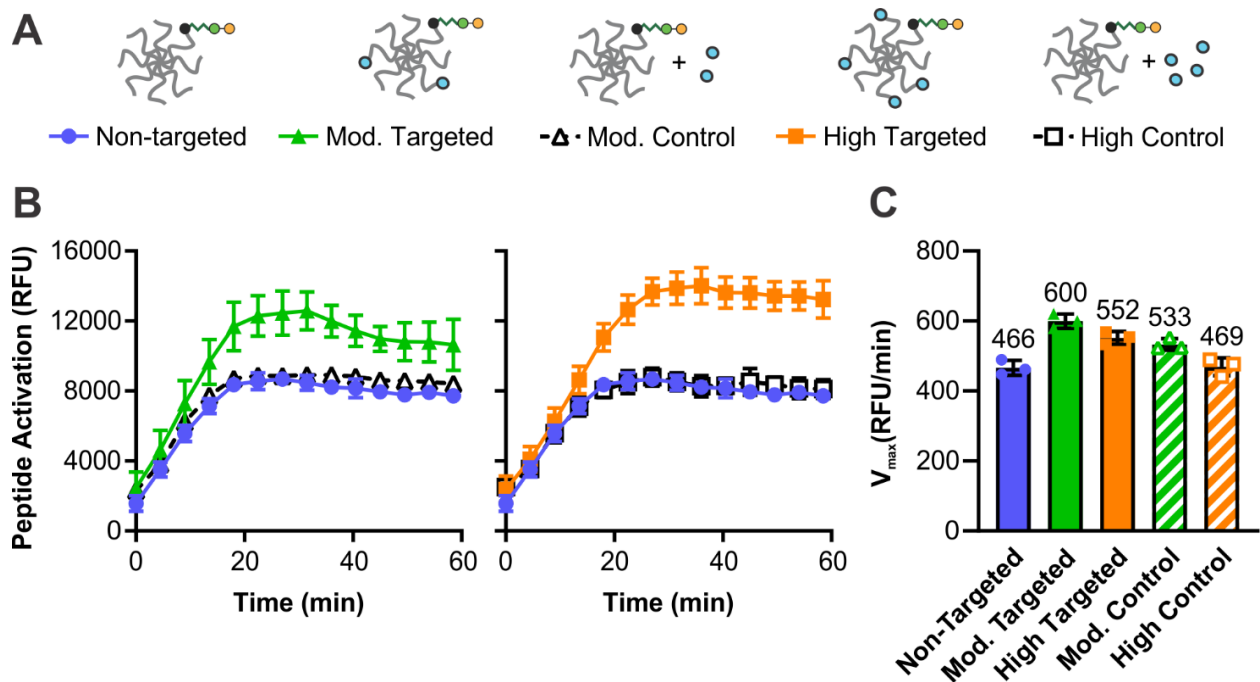 A
+
+
Non-targeted
Mod. Targeted
Mod. Control
High Targeted
High Control
B
Peptide Activation (RFU)
16000
12000
8000
4000
0
0
20
40
60
Time (min)
0
20
40
60
Time (min)
C
Vmax(RFU/min)
800
600
400
200
0
466
600
552
533
469
Non-Targeted
Mod. Targeted
High Targeted
Mod. Control
High Control